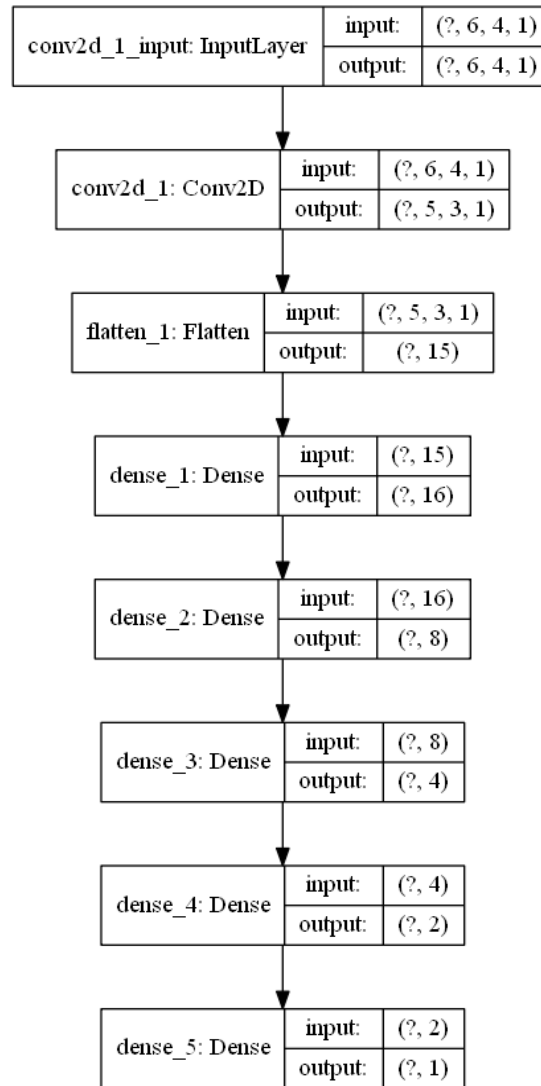 conv2d_1_input: InputLayer
input: (?, 6, 4, 1)
output: (?, 6, 4, 1)
conv2d_1: Conv2D
input: (?, 6, 4, 1)
output: (?, 5, 3, 1)
flatten_1: Flatten
input: (?, 5, 3, 1)
output: (?, 15)
dense_1: Dense
input: (?, 15)
output: (?, 16)
dense_2: Dense
input: (?, 16)
output: (?, 8)
dense_3: Dense
input: (?, 8)
output: (?, 4)
dense_4: Dense
input: (?, 4)
output: (?, 2)
dense_5: Dense
input: (?, 2)
output: (?, 1)